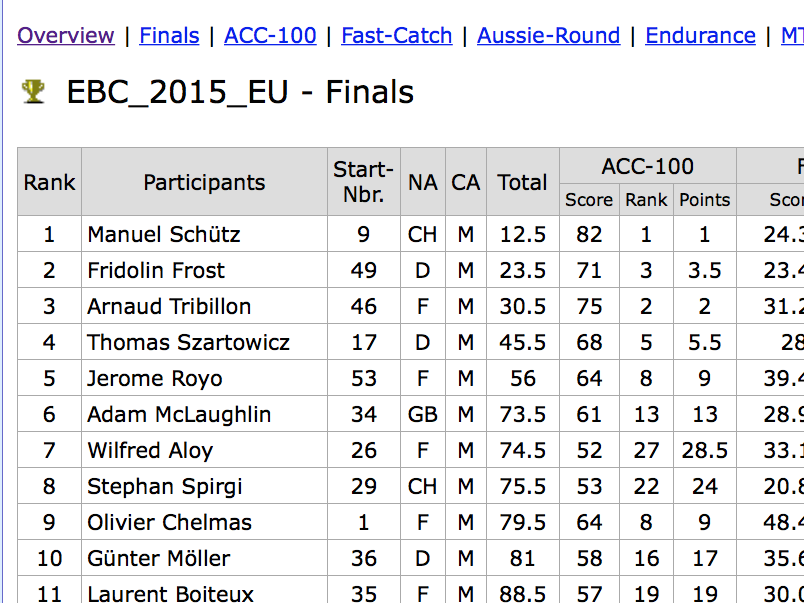 Overview | Finals | ACC-100 | Fast-Catch | Aussie-Round | Endurance |
EBC_2015_EU - Finals
Rank Participants Start-Nbr. NA CA Total ACC-100
Score Rank Points
1 Manuel Schütz 9 CH M 12.5 82 1 1 24.3
2 Fridolin Frost 49 D M 23.5 71 3 3.5 23.4
3 Arnaud Tribillon 46 F M 30.5 75 2 2 31.2
4 Thomas Szartowicz 17 D M 45.5 68 5 5.5 28
5 Jerome Royo 53 F M 56 64 8 9 39.4
6 Adam McLaughlin 34 GB M 73.5 61 13 13 28.9
7 Wilfred Aloy 26 F M 74.5 52 27 28.5 33.1
8 Stephan Spirgi 29 CH M 75.5 53 22 24 20.8
9 Olivier Chelmas 1 F M 79.5 64 8 9 48.4
10 Günter Möller 36 D M 81 58 16 17 35.6
11 Laurent Boiteux 35 F M 88.5 57 19 19 30.0